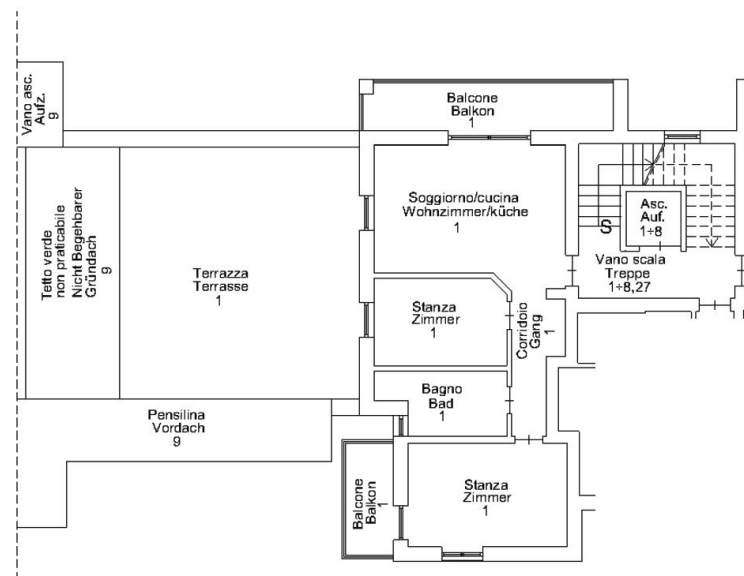 Vano asc.
Aufz.
9
Balcone
Balkon
1
Soggiorno/cucina
Wohnzimmer/küche
1
Asc.
Auf.
1÷8
S
Vano scala
Treppe
1÷8,27
Tetto verde
non praticabile
Nicht Begehbarer
Gründach
9
Terrazza
Terrasse
1
Stanza
Zimmer
1
Corridoio
Gang
1
Bagno
Bad
1
Pensilina
Vordach
9
Balcone
Balkon
1
Stanza
Zimmer
1